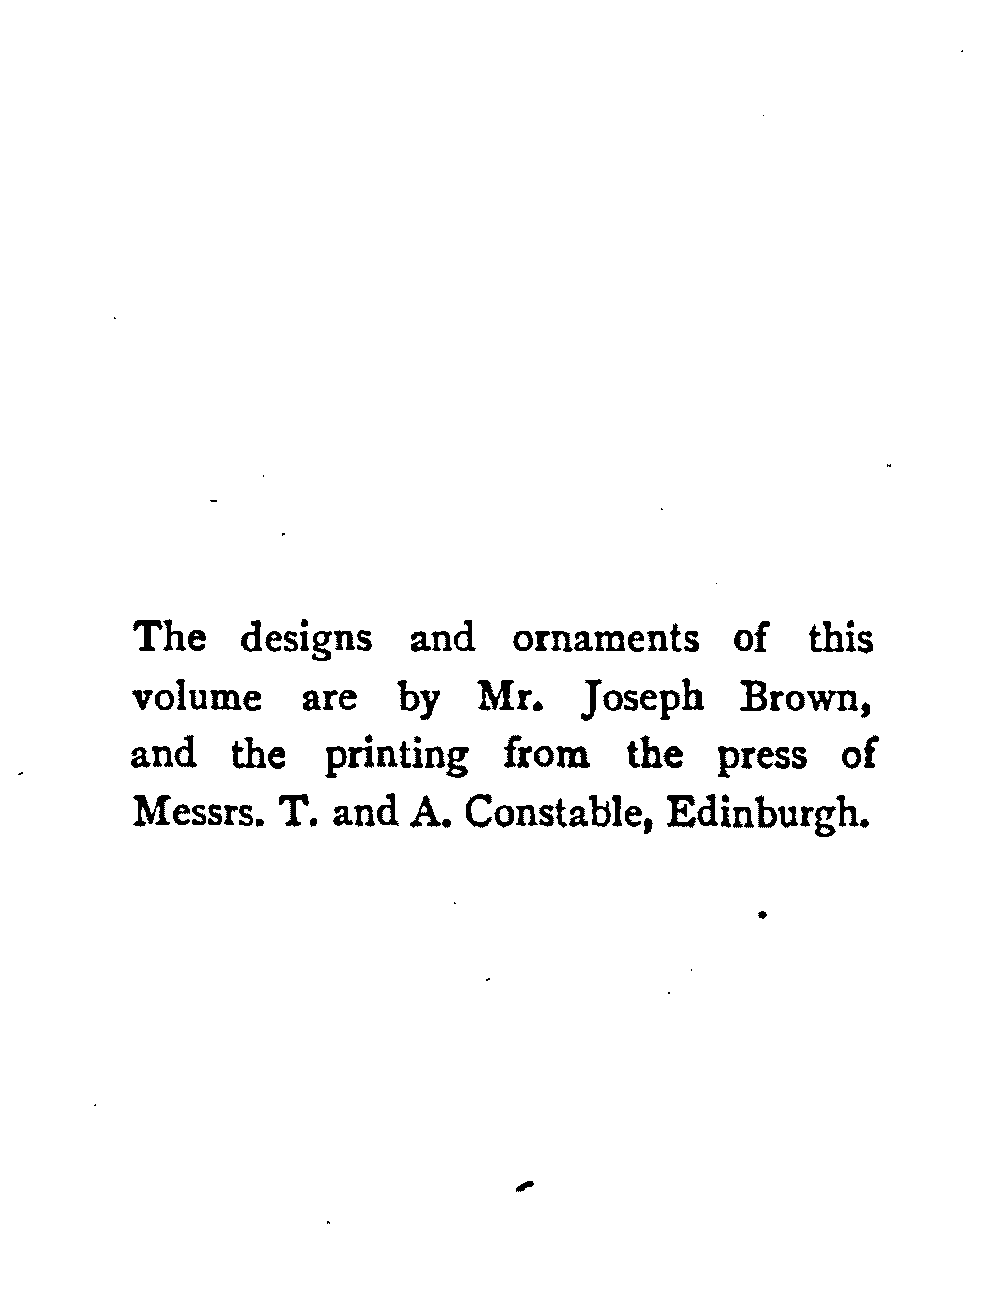 The designs and ornaments of this
volume are by Mr. Joseph Brown,
and the printing from the press of
Messrs. T. and A. Constable, Edinburgh.